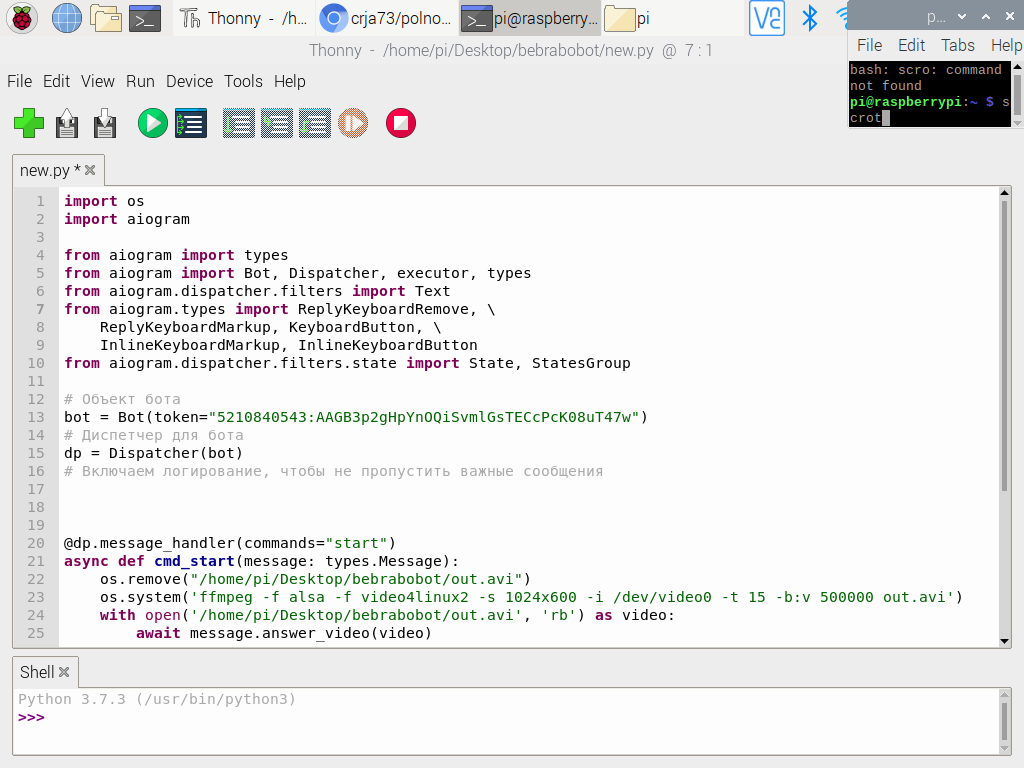 Thonny - /h...
crja73/polno...
pi@raspberry...
pi
p...
Thonny - /home/pi/Desktop/bebrabobot/new.py @ 7 : 1
File Edit Tabs Help
bash: scro: command
not found
pi@raspberrypi:~ $ s
crot
File Edit View Run Device Tools Help
new.py *
1 import os
2 import aiogram
3
4 from aiogram import types
5 from aiogram import Bot, Dispatcher, executor, types
6 from aiogram.dispatcher.filters import Text
7 from aiogram.types import ReplyKeyboardRemove, \
8 ReplyKeyboardMarkup, KeyboardButton, \
9 InlineKeyboardMarkup, InlineKeyboardButton
10 from aiogram.dispatcher.filters.state import State, StatesGroup
11
12 # Объект бота
13 bot = Bot(token="5210840543:AAGB3p2gHpYnOQiSvmlGsTECcPcK08uT47w")
14 # Диспетчер для бота
15 dp = Dispatcher(bot)
16 # Включаем логирование, чтобы не пропустить важные сообщения
17
18
19
20 @dp.message_handler(commands="start")
21 async def cmd_start(message: types.Message):
22 os.remove("/home/pi/Desktop/bebrabobot/out.avi")
23 os.system('ffmpeg -f alsa -f video4linux2 -s 1024x600 -i /dev/video0 -t 15 -b:v 500000 out.avi')
24 with open('/home/pi/Desktop/bebrabobot/out.avi', 'rb') as video:
25 await message.answer_video(video)
Shell
Python 3.7.3 (/usr/bin/python3)
>>>